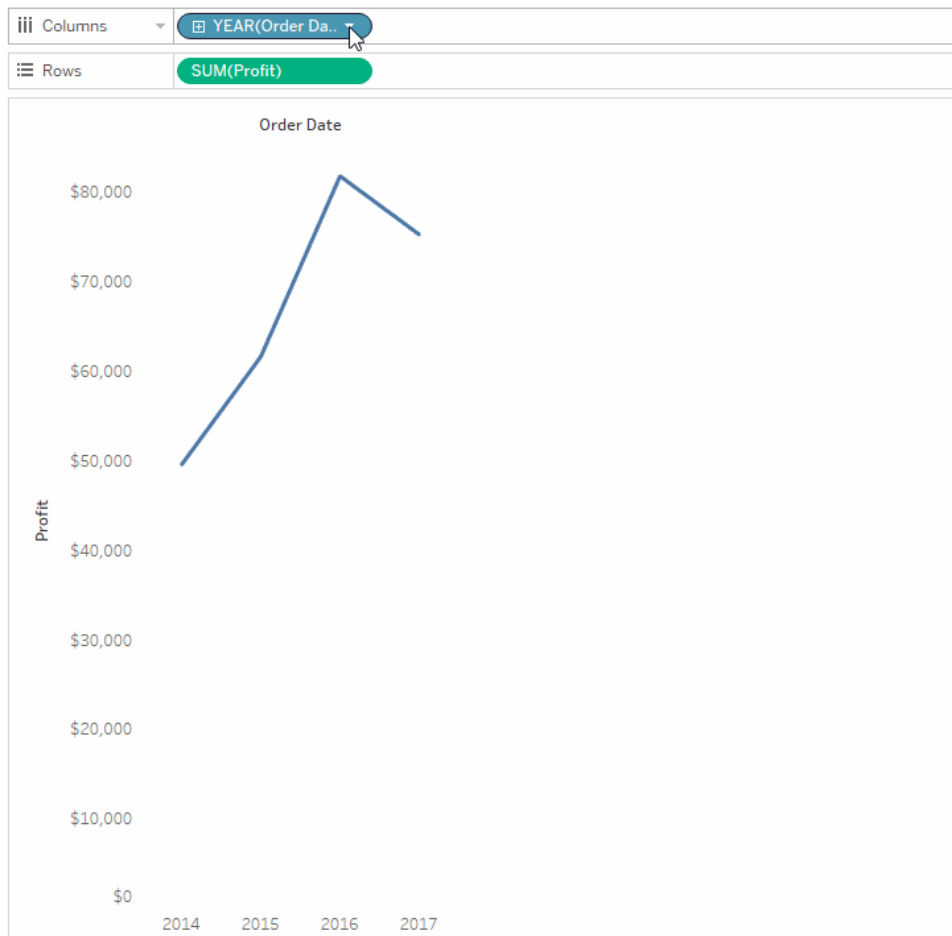 Columns
YEAR(Order Da..
Rows
SUM(Profit)
Order Date
$80,000
$70,000
$60,000
$50,000
Profit
$40,000
$30,000
$20,000
$10,000
$0
2014 2015 2016 2017